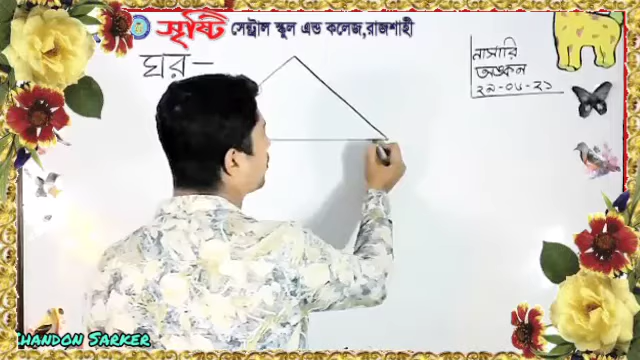 সৃষ্টি সেন্ট্রাল স্কুল এন্ড কলেজ,রাজশাহী
ঘর —
নার্সারি
অঙ্কন
২৯-০৬-২১
CHANDON SARKER